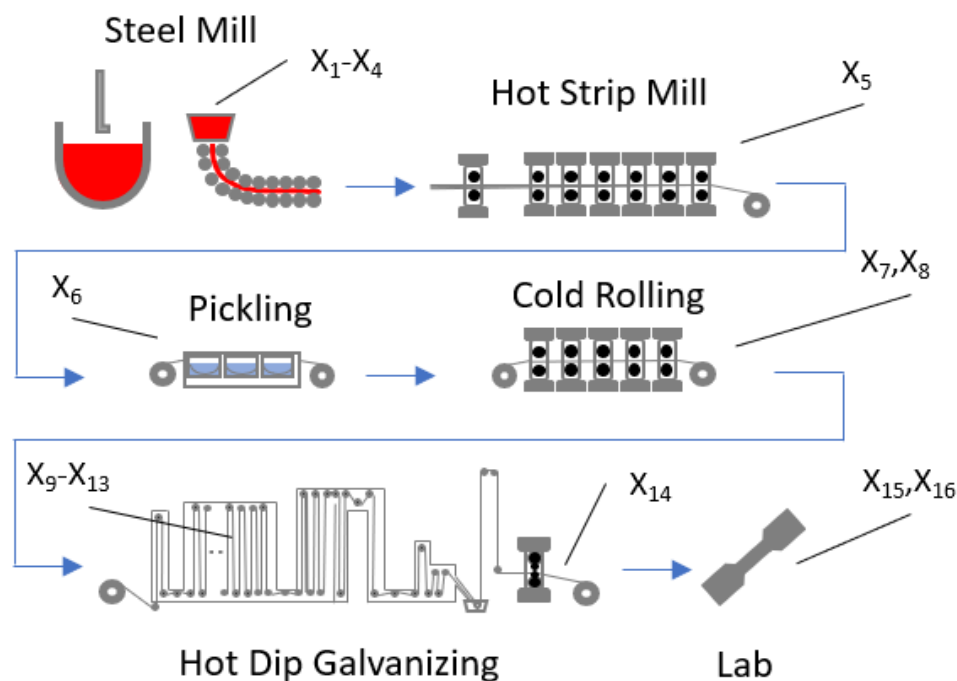 Steel Mill
X₁-X₄
Hot Strip Mill
X₅
X₆
Pickling
Cold Rolling
X₇,X₈
X₉-X₁₃
X₁₄
X₁₅,X₁₆
Hot Dip Galvanizing
Lab